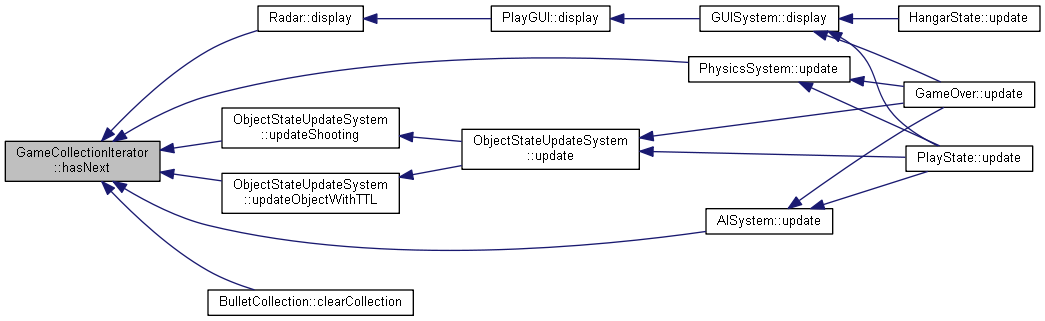 Radar::display
PlayGUI::display
GUISystem::display
HangarState::update
PhysicsSystem::update
GameOver::update
ObjectStateUpdateSystem
::updateShooting
ObjectStateUpdateSystem
::update
GameCollectionIterator
::hasNext
PlayState::update
ObjectStateUpdateSystem
::updateObjectWithTTL
AISystem::update
BulletCollection::clearCollection